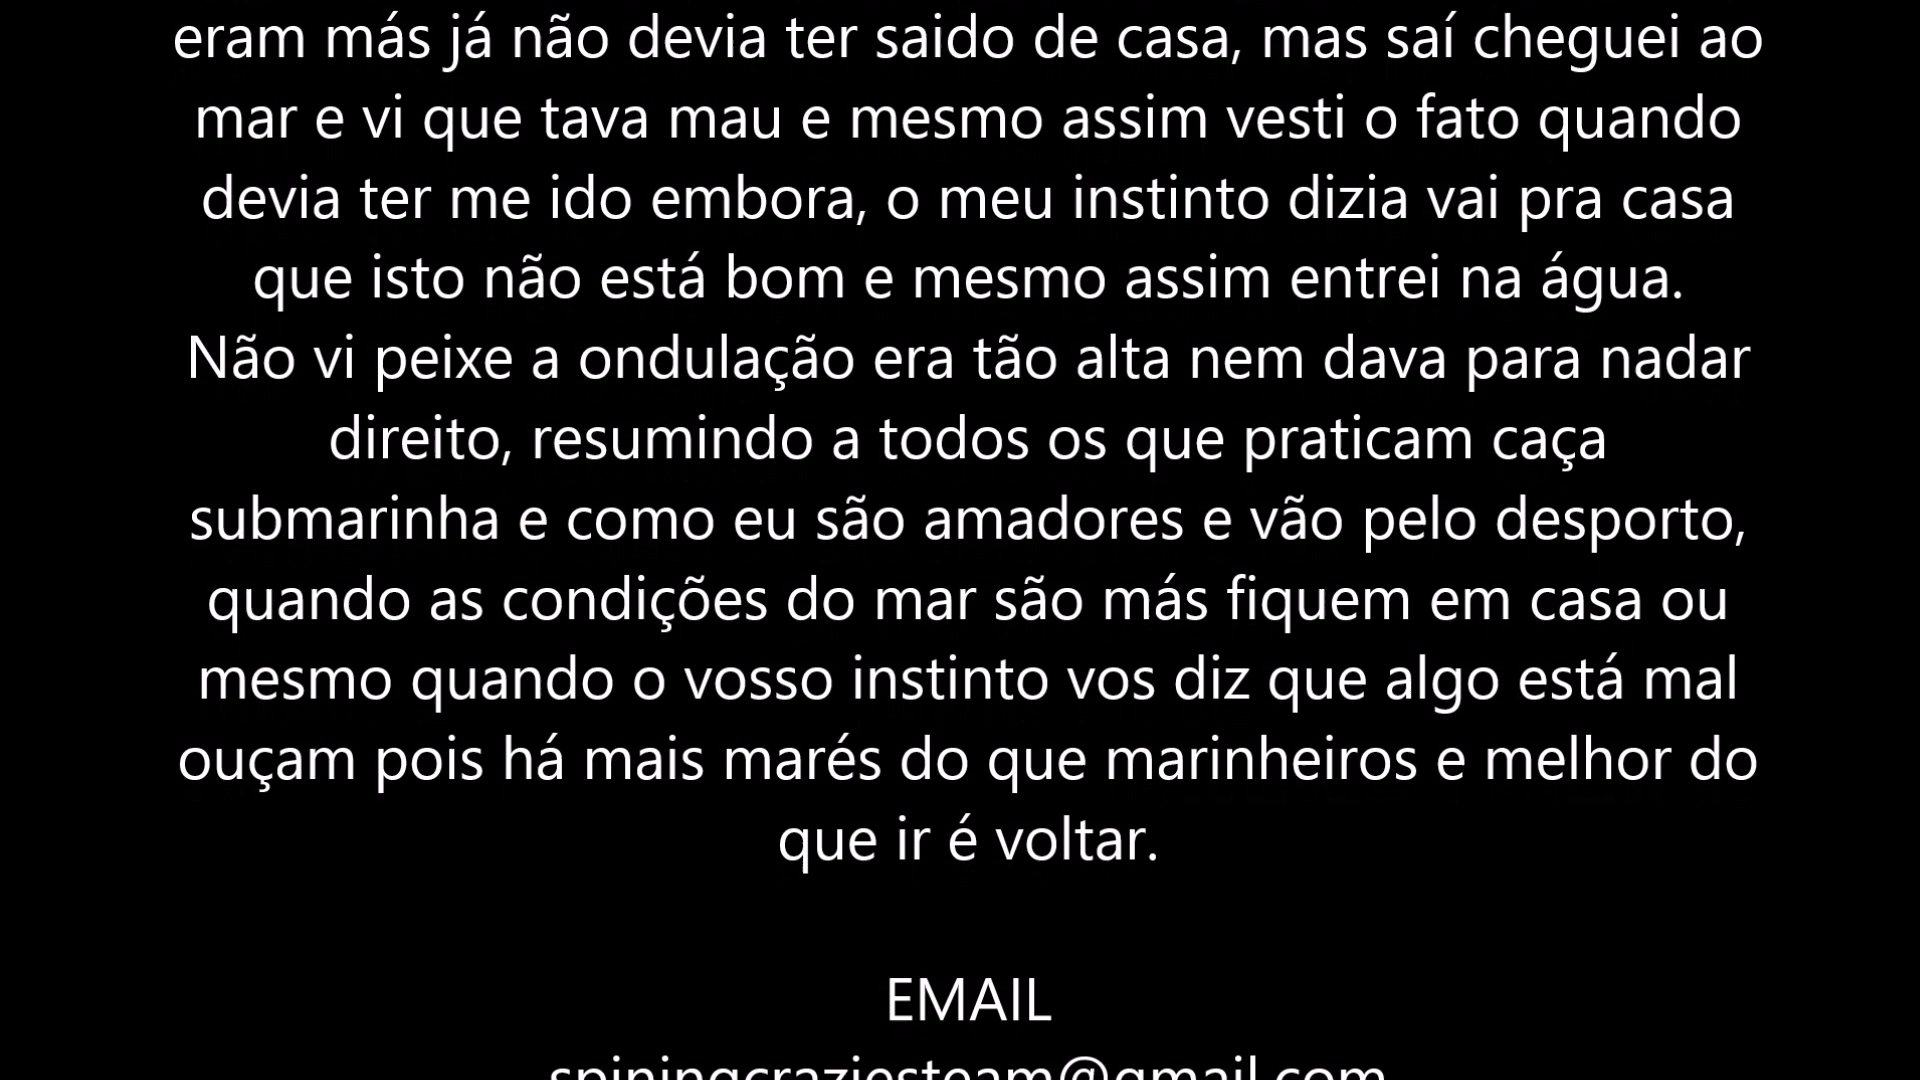 eram más já não devia ter saido de casa, mas saí cheguei ao
mar e vi que tava mau e mesmo assim vesti o fato quando
devia ter me ido embora, o meu instinto dizia vai pra casa
que isto não está bom e mesmo assim entrei na água.
Não vi peixe a ondulação era tão alta nem dava para nadar
direito, resumindo a todos os que praticam caça
submarinha e como eu são amadores e vão pelo desporto,
quando as condições do mar são más fiquem em casa ou
mesmo quando o vosso instinto vos diz que algo está mal
ouçam pois há mais marés do que marinheiros e melhor do
que ir é voltar.
EMAIL
spiningcraziesteam@gmail.com